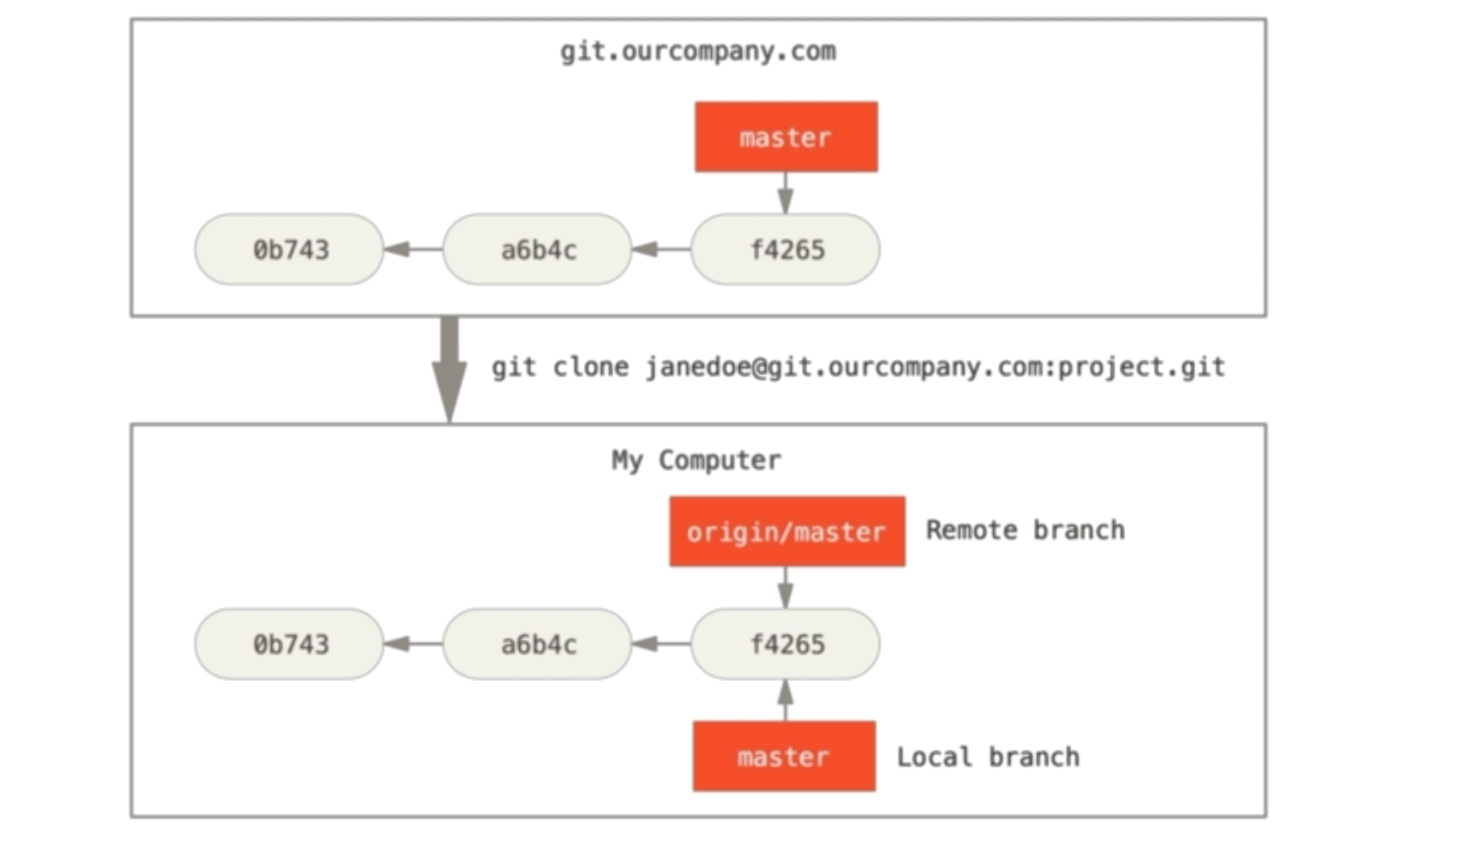 git.ourcompany.com
master
0b743
a6b4c
f4265
git clone janedoe@git.ourcompany.com:project.git
My Computer
origin/master
Remote branch
0b743
a6b4c
f4265
master
Local branch